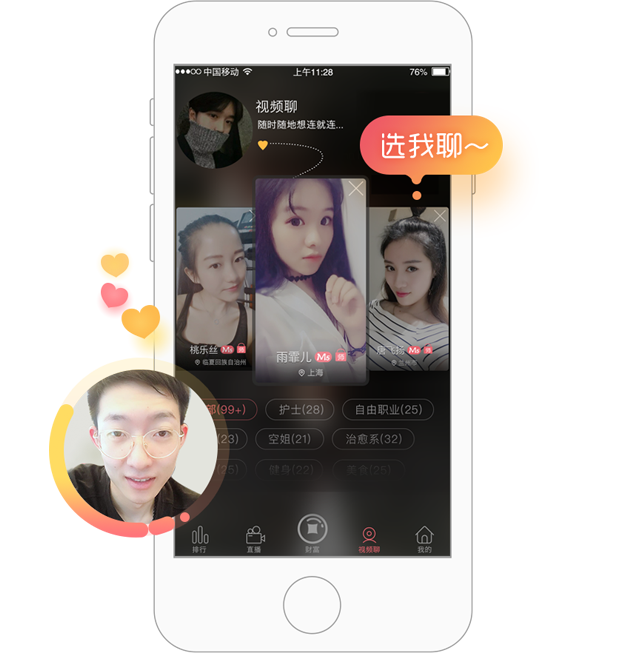 中国移动
上午11:28
76%
视频聊
随时随地想连就连...
选我聊～
桃乐丝 Ms
临夏回族自治州
雨霏儿 Ms
上海
Ms
(99+)
护士(28)
自由职业(25)
(23)
空姐(21)
治愈系(32)
(25)
健身(22)
美食(25)
排行
直播
财富
视频聊
我的